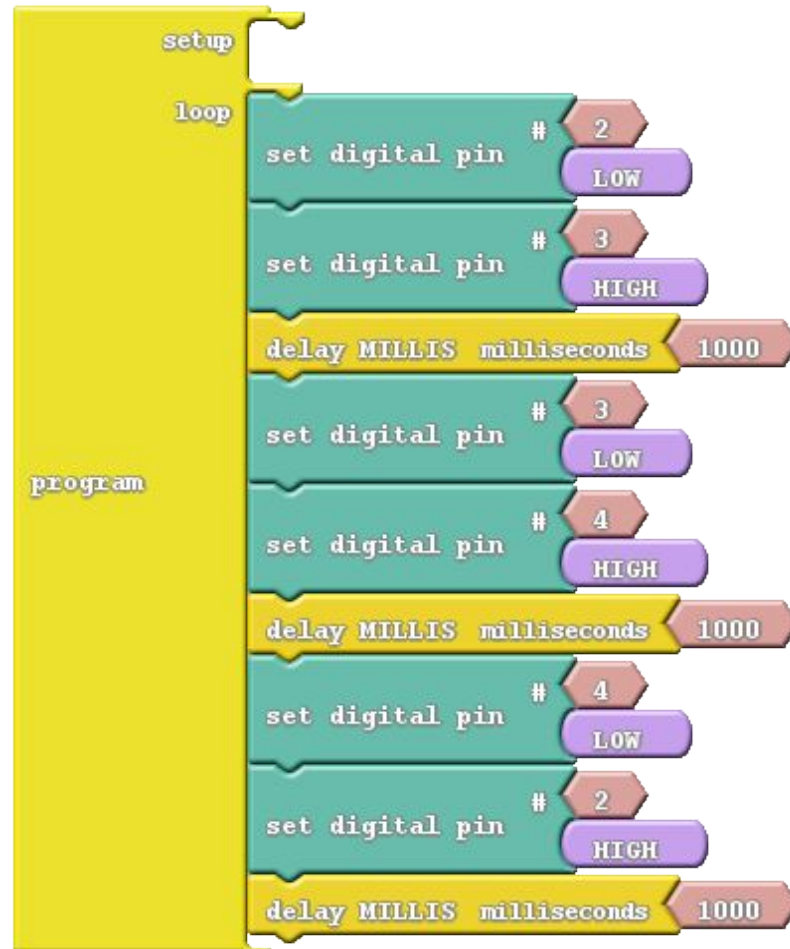 setup
loop
# 2
set digital pin
LOW
# 3
set digital pin
HIGH
delay MILLIS milliseconds 1000
# 3
set digital pin
LOW
program
# 4
set digital pin
HIGH
delay MILLIS milliseconds 1000
# 4
set digital pin
LOW
# 2
set digital pin
HIGH
delay MILLIS milliseconds 1000